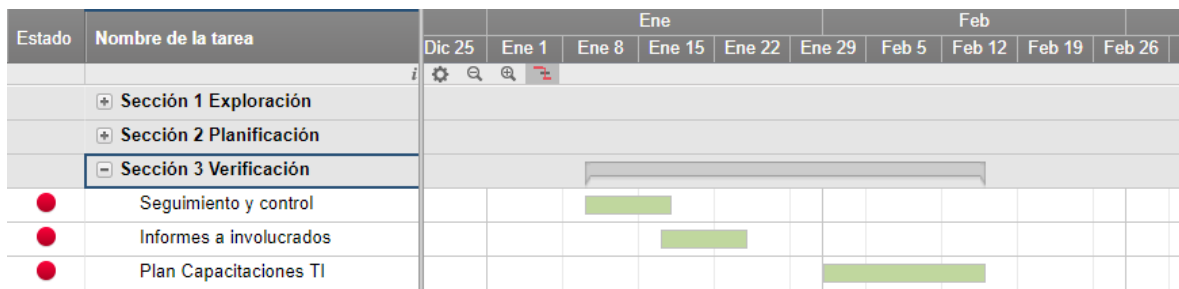 Estado
Nombre de la tarea
Ene
Feb
Dic 25
Ene 1
Ene 8
Ene 15
Ene 22
Ene 29
Feb 5
Feb 12
Feb 19
Feb 26
i
Sección 1 Exploración
Sección 2 Planificación
Sección 3 Verificación
Seguimiento y control
Informes a involucrados
Plan Capacitaciones TI